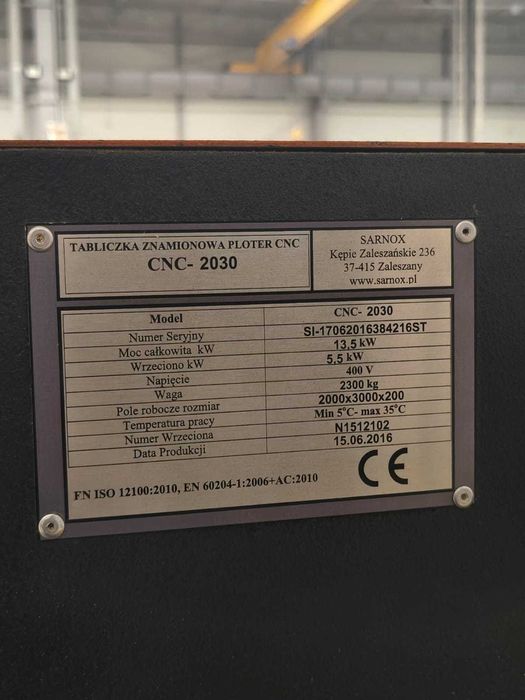 TABLICZKA ZNAMIONOWA PLOTER CNC
CNC- 2030
SARNOX
Kępie Zaleszańskie 236
37-415 Zaleszany
www.sarnox.pl
Model CNC- 2030
Numer Seryjny SI-17062016384216ST
Moc całkowita kW 13,5 kW
Wrzeciono kW 5,5 kW
Napięcie 400 V
Waga 2300 kg
Pole robocze rozmiar 2000x3000x200
Temperatura pracy Min 5°C- max 35°C
Numer Wrzeciona N1512102
Data Produkcji 15.06.2016
FN ISO 12100:2010, EN 60204-1:2006+AC:2010
CE